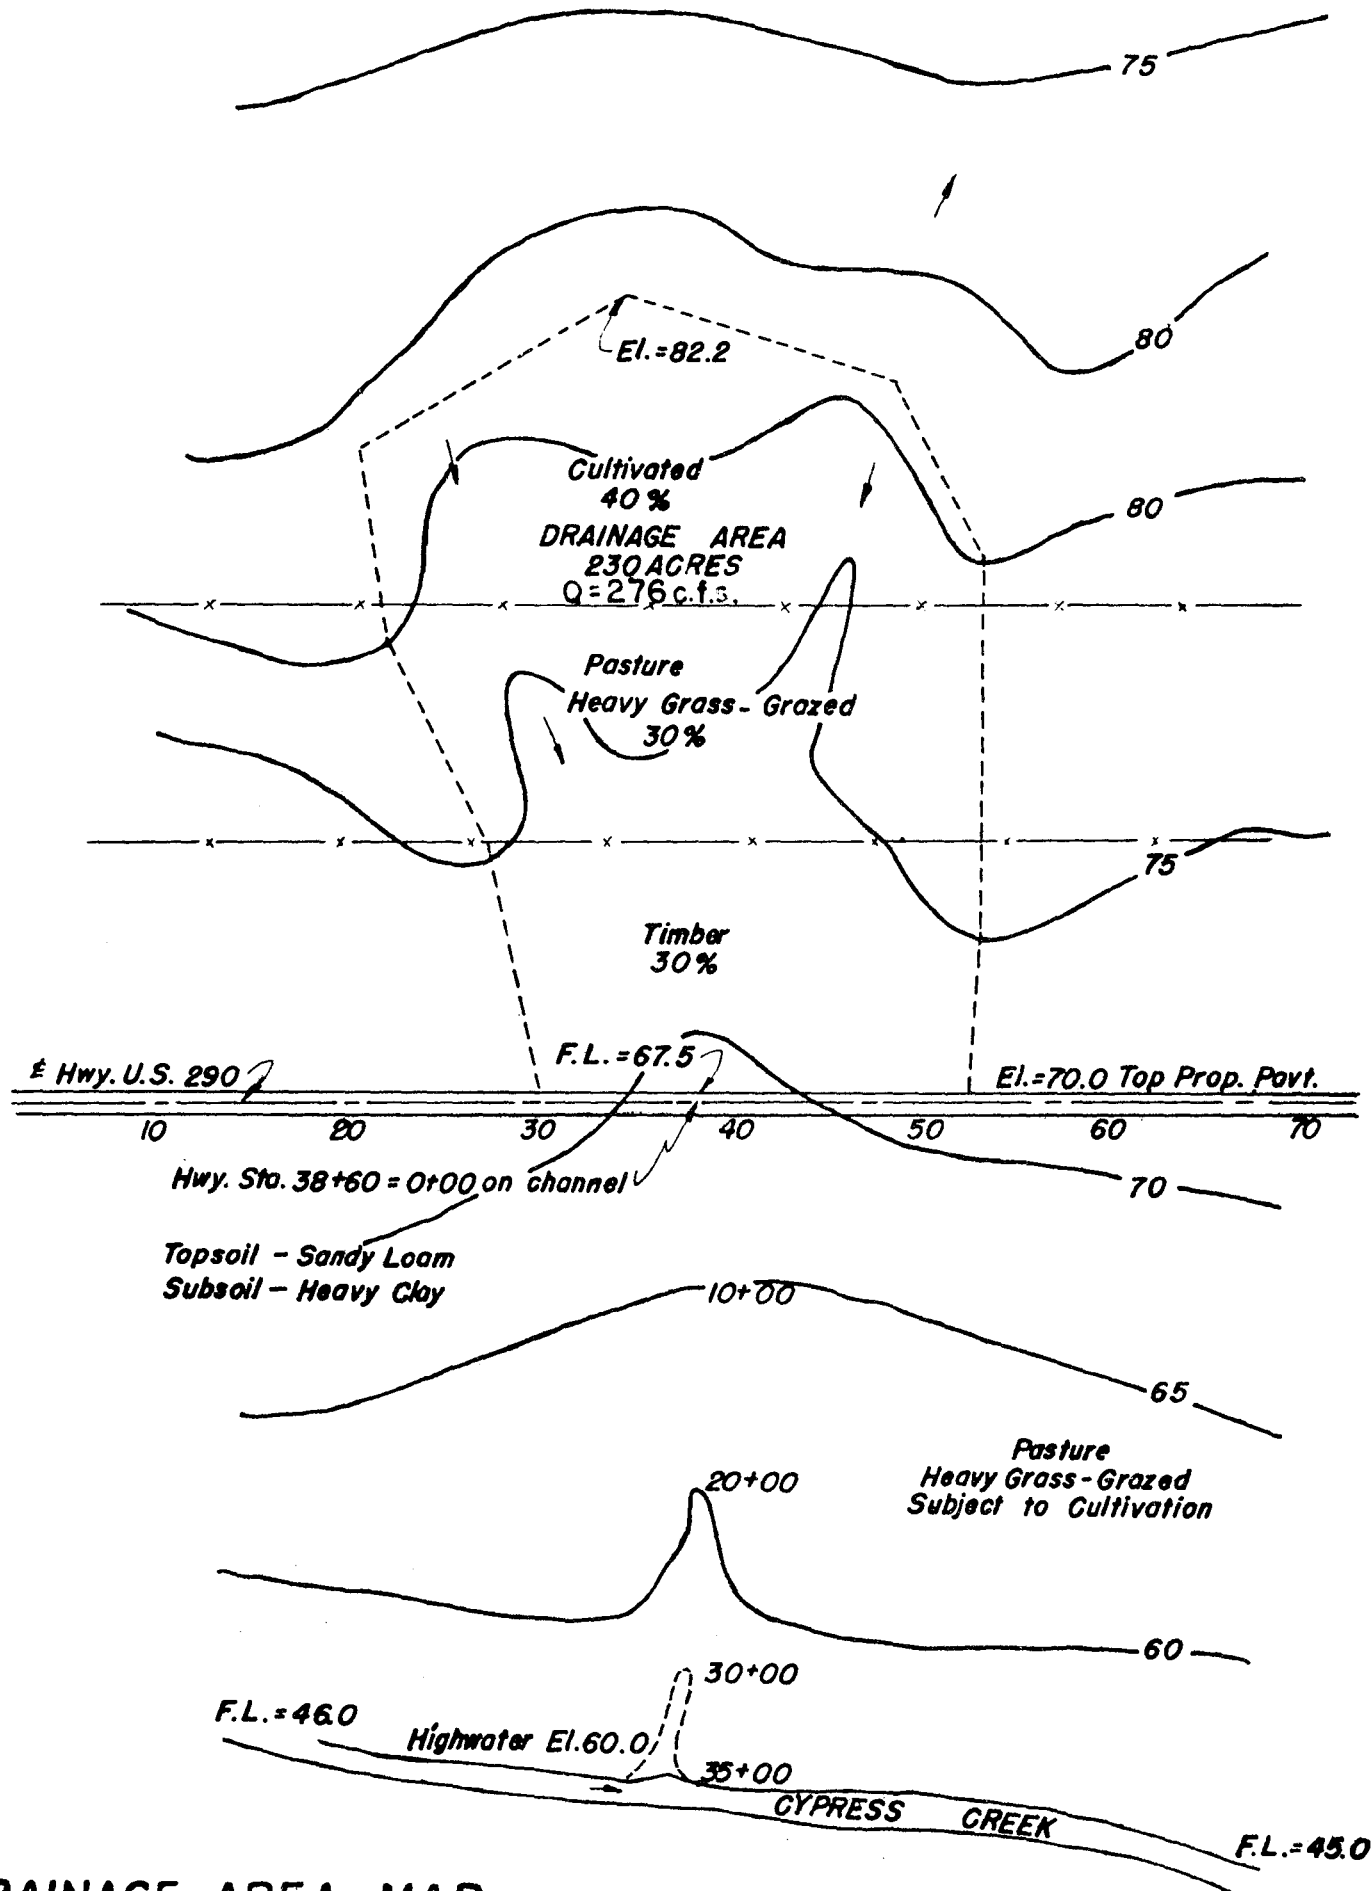 75
80
El.=82.2
Cultivated
40%
80
DRAINAGE AREA
230 ACRES
Q=276 c.f.s.
Pasture
Heavy Grass- Grazed
30%
75
Timber
30%
F.L.=67.5
℄ Hwy. U.S. 290
El.=70.0 Top Prop. Pavt.
10 20 30 40 50 60 70
Hwy. Sta. 38+60 = 0+00 on channel
70
Topsoil - Sandy Loam
Subsoil - Heavy Clay
10+00
65
Pasture
Heavy Grass-Grazed
Subject to Cultivation
20+00
60
30+00
F.L.=46.0
Highwater El.60.0
35+00
CYPRESS CREEK
F.L.=45.0